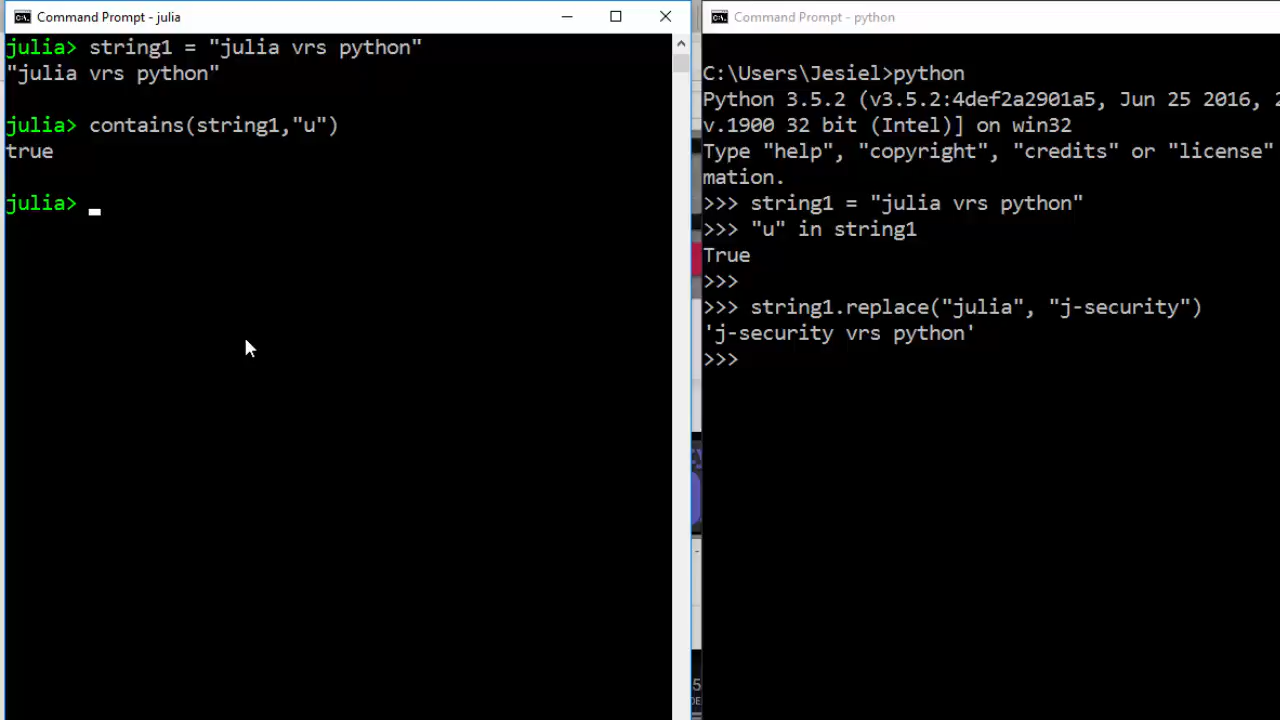 Command Prompt - julia
julia> string1 = "julia vrs python"
"julia vrs python"
julia> contains(string1,"u")
true
julia>
Command Prompt - python
C:\Users\Jesiel>python
Python 3.5.2 (v3.5.2:4def2a2901a5, Jun 25 2016, 2
v.1900 32 bit (Intel)] on win32
Type "help", "copyright", "credits" or "license"
mation.
>>> string1 = "julia vrs python"
>>> "u" in string1
True
>>>
>>> string1.replace("julia", "j-security")
'j-security vrs python'
>>>